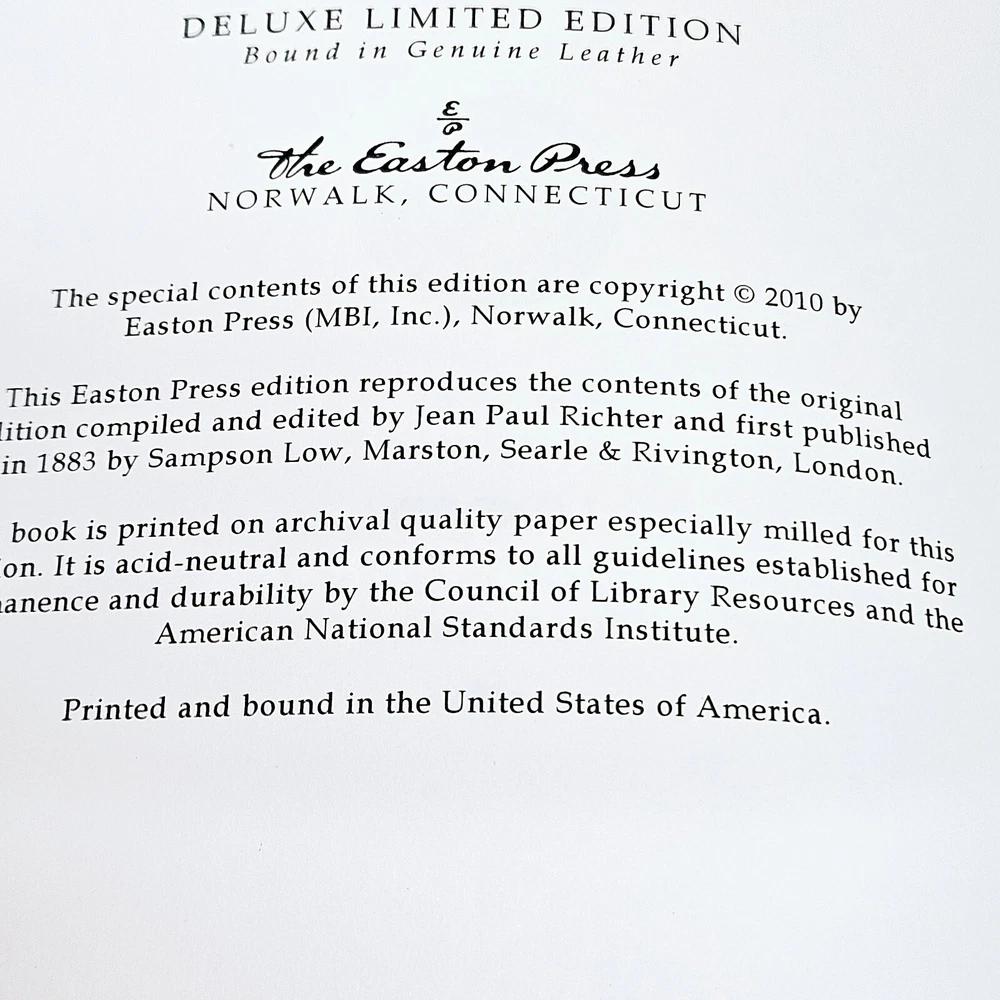 DELUXE LIMITED EDITION
Bound in Genuine Leather
E
P
The Easton Press
NORWALK, CONNECTICUT
The special contents of this edition are copyright © 2010 by
Easton Press (MBI, Inc.), Norwalk, Connecticut.
This Easton Press edition reproduces the contents of the original
compiled and edited by Jean Paul Richter and first published
in 1883 by Sampson Low, Marston, Searle & Rivington, London.
book is printed on archival quality paper especially milled for this
It is acid-neutral and conforms to all guidelines established for
and durability by the Council of Library Resources and the
American National Standards Institute.
Printed and bound in the United States of America.